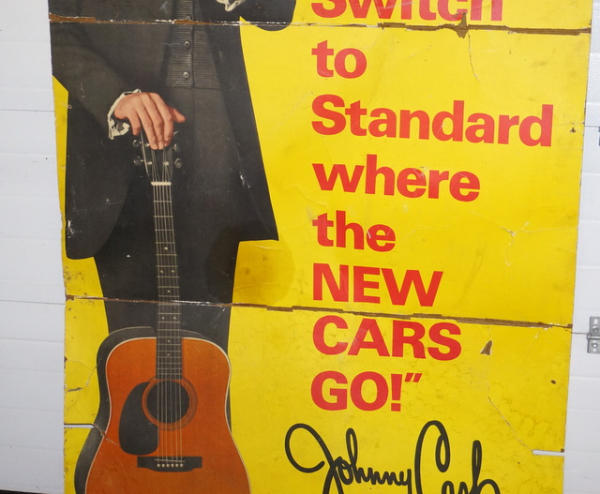 Switch
to
Standard
where
the
NEW
CARS
GO!”
Johnny Cash